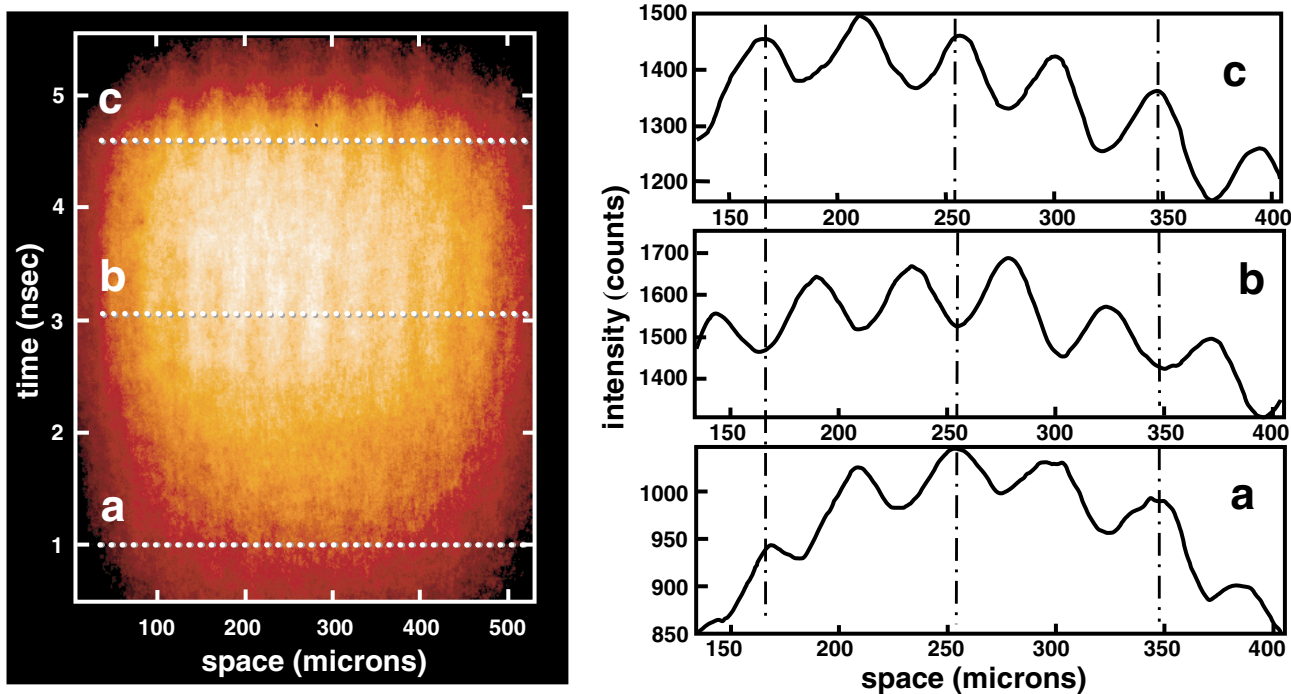 5
4
3
2
1
time (nsec)
c
b
a
100 200 300 400 500
space (microns)
intensity (counts)
1500
1400
1300
1200
c
150 200 250 300 350 400
1700
1600
1500
1400
b
150 200 250 300 350 400
1000
950
900
850
a
150 200 250 300 350 400
space (microns)